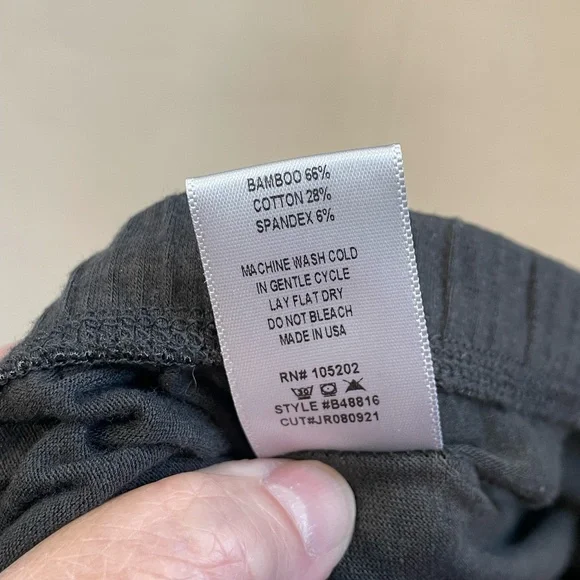 BAMBOO 66%
COTTON 28%
SPANDEX 6%
MACHINE WASH COLD
IN GENTLE CYCLE
LAY FLAT DRY
DO NOT BLEACH
MADE IN USA
RN# 105202
STYLE #B48816
CUT#JR080921